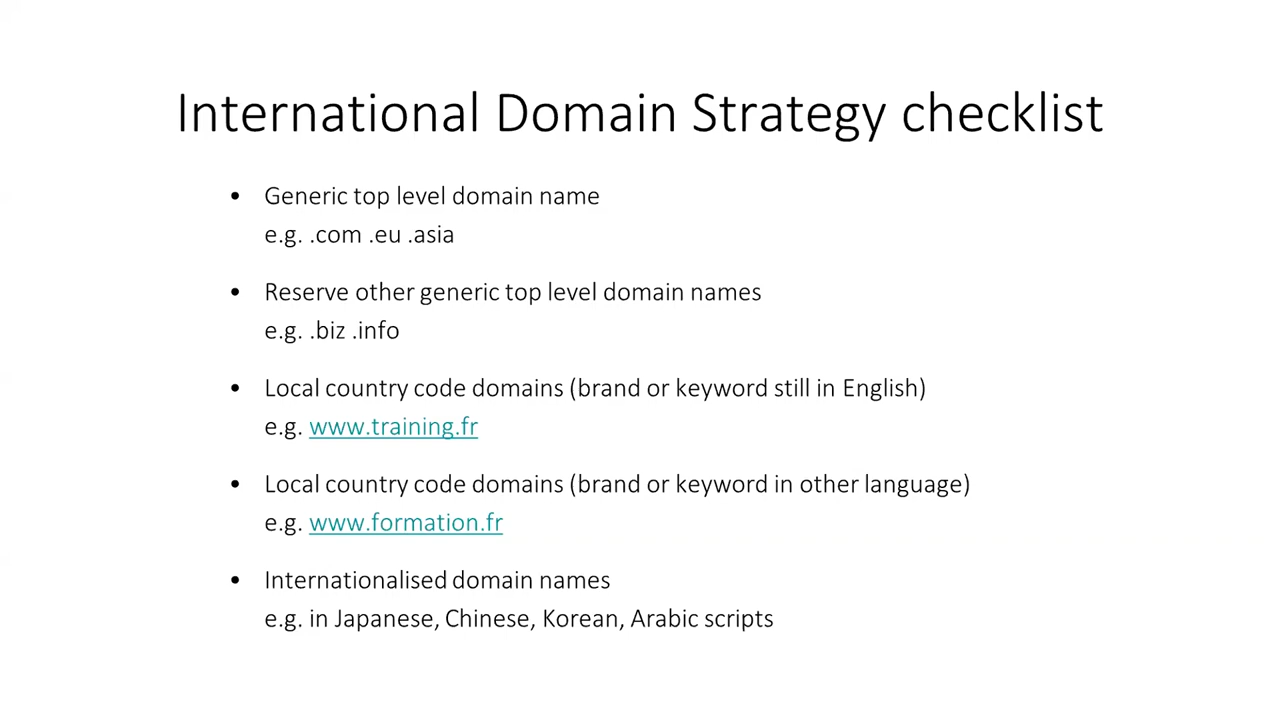 International Domain Strategy checklist
• Generic top level domain name
e.g. .com .eu .asia
• Reserve other generic top level domain names
e.g. .biz .info
• Local country code domains (brand or keyword still in English)
e.g. www.training.fr
• Local country code domains (brand or keyword in other language)
e.g. www.formation.fr
• Internationalised domain names
e.g. in Japanese, Chinese, Korean, Arabic scripts